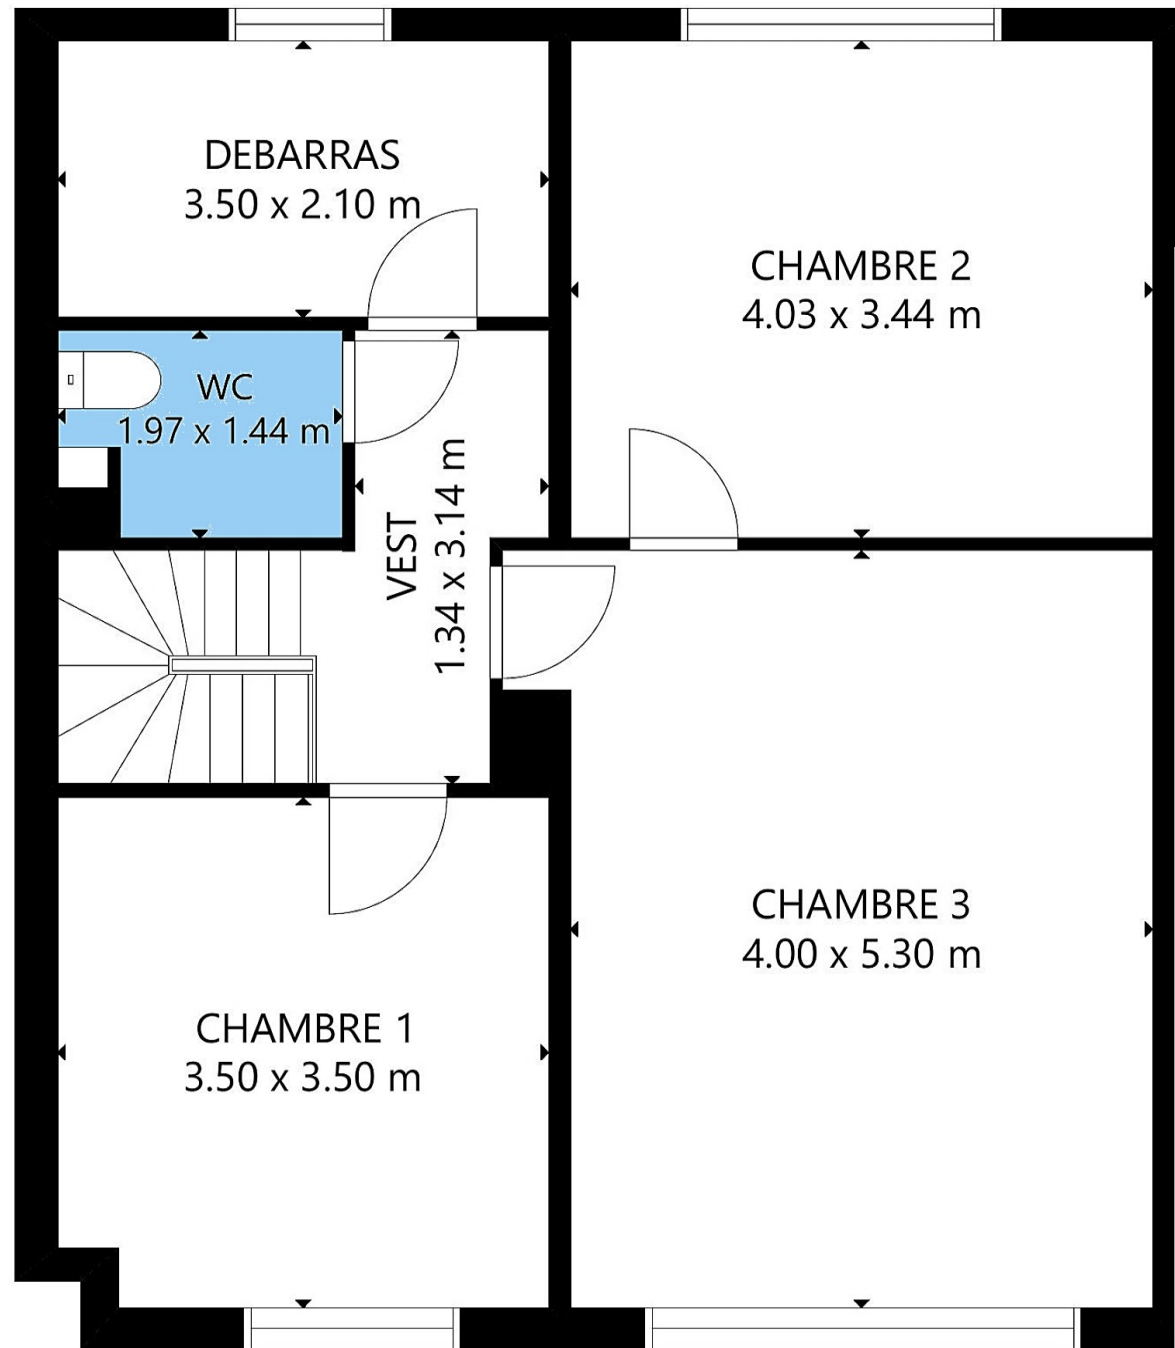 DEBARRAS
3.50 x 2.10 m
CHAMBRE 2
4.03 x 3.44 m
WC
1.97 x 1.44 m
VEST
1.34 x 3.14 m
CHAMBRE 3
4.00 x 5.30 m
CHAMBRE 1
3.50 x 3.50 m